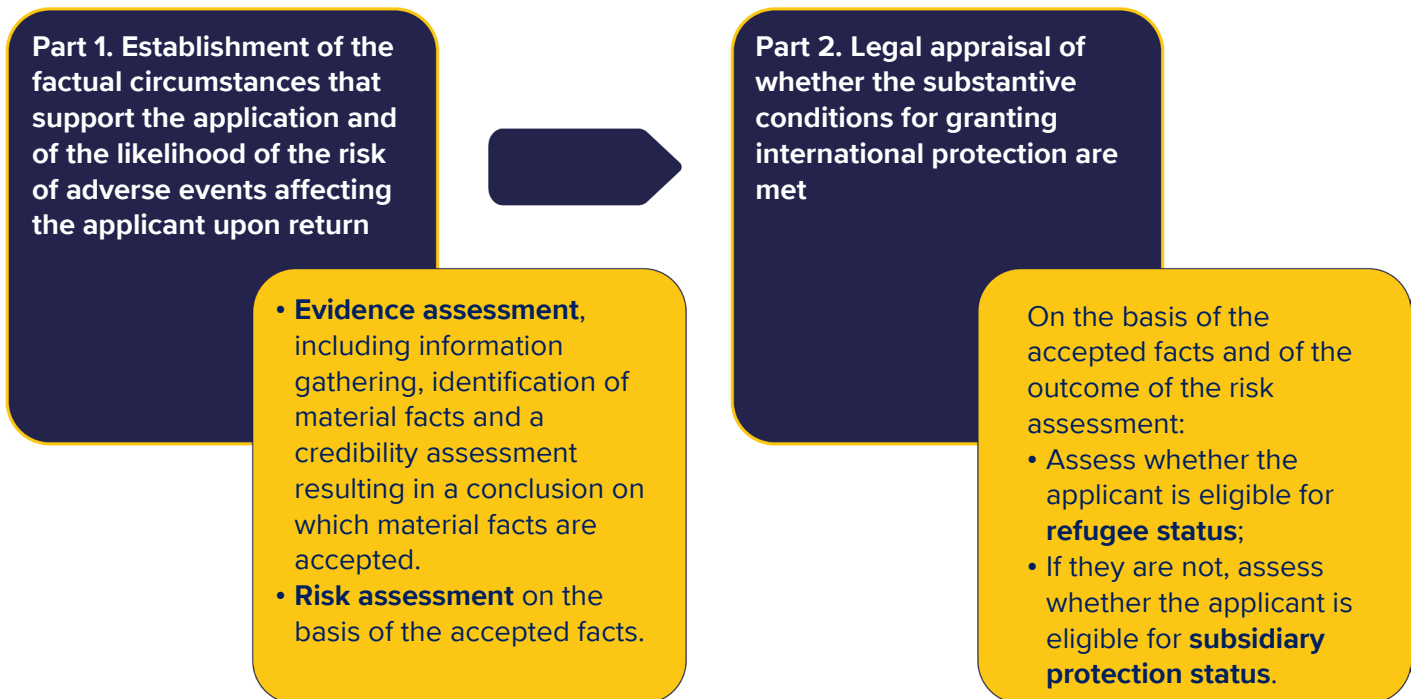 Part 1. Establishment of the
factual circumstances that
support the application and
of the likelihood of the risk
of adverse events affecting
the applicant upon return
• Evidence assessment,
including information
gathering, identification of
material facts and a
credibility assessment
resulting in a conclusion on
which material facts are
accepted.
• Risk assessment on the
basis of the accepted facts.
Part 2. Legal appraisal of
whether the substantive
conditions for granting
international protection are
met
On the basis of the
accepted facts and of the
outcome of the risk
assessment:
• Assess whether the
applicant is eligible for
refugee status;
• If they are not, assess
whether the applicant is
eligible for subsidiary
protection status.